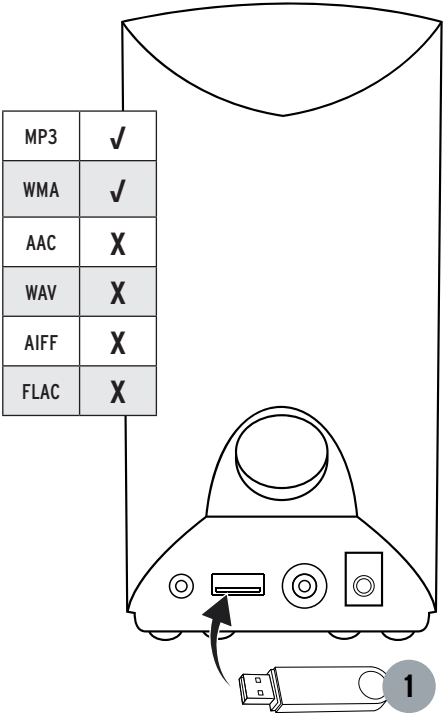 MP3 √
WMA √
AAC X
WAV X
AIFF X
FLAC X
1